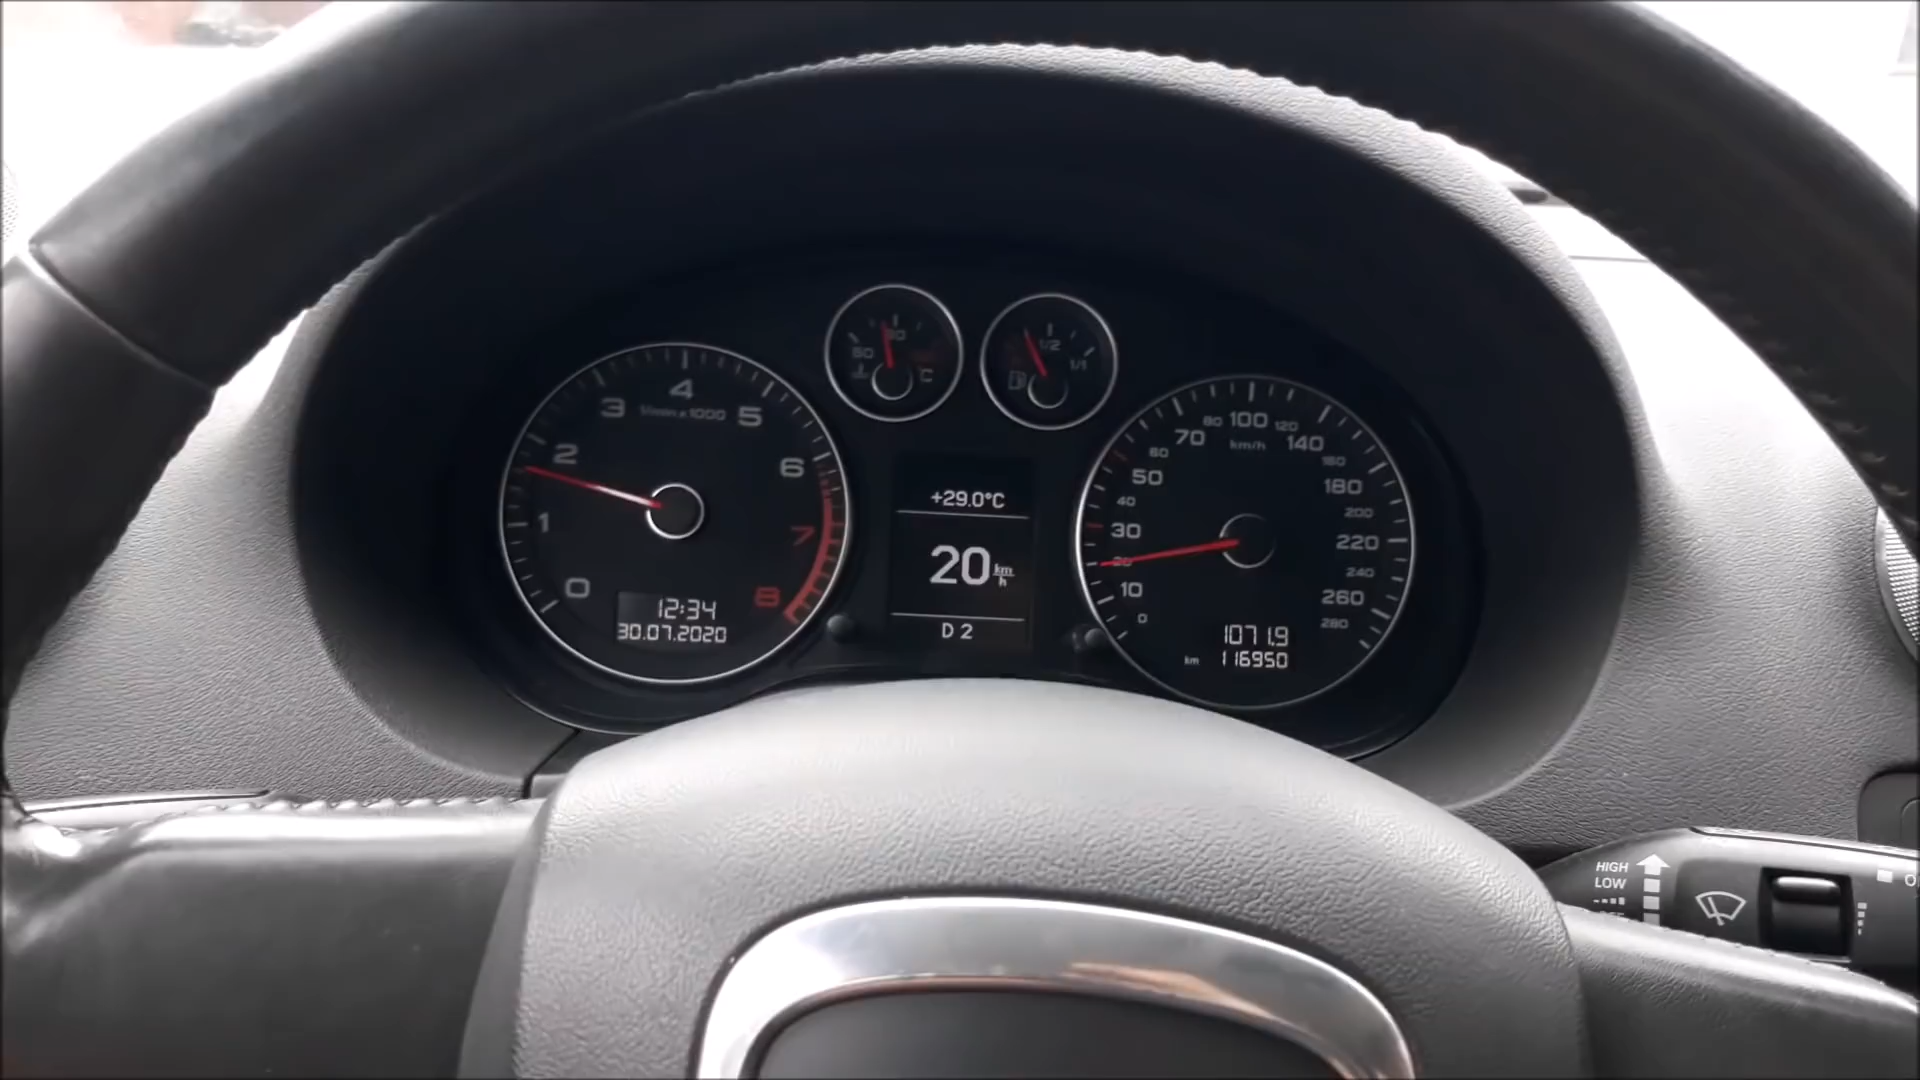 90
60
C
1/2
1/1
4
3
1/min x 1000
5
2
6
1
7
0
8
12:34
30.07.2020
+29.0°C
20 km/h
D 2
80 100 120
70 km/h 140
60 160
50 180
40 200
30 220
20 240
10 260
0 280
1071.9
km 116950
HIGH
LOW